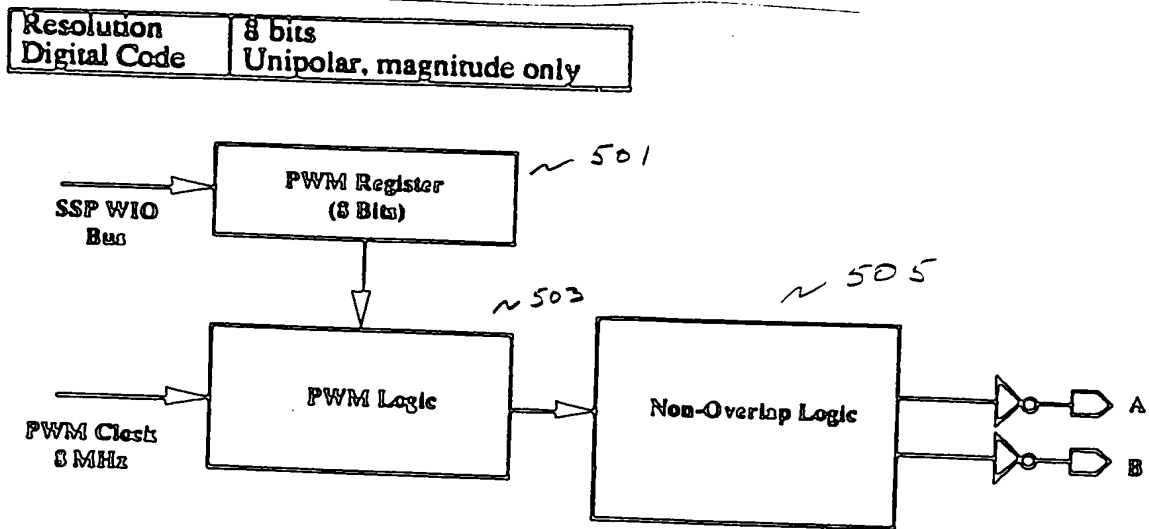 Resolution 8 bits
Digital Code Unipolar, magnitude only
501
PWM Register
(8 Bits)
SSP WIO
Bus
505
503
PWM Logic
Non-Overlap Logic
A
PWM Clock
8 MHz
B